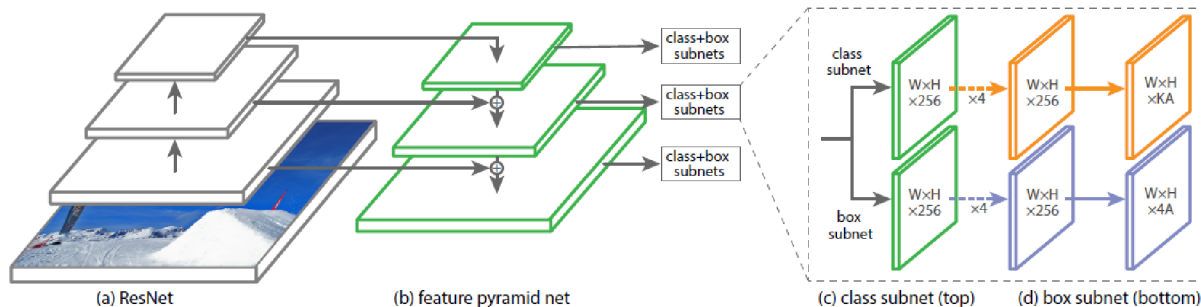 class+box
subnets
class+box
subnets
class+box
subnets
class
subnet
W×H
×256
×4
W×H
×256
W×H
×KA
box
subnet
W×H
×256
×4
W×H
×256
W×H
×4A
(a) ResNet
(b) feature pyramid net
(c) class subnet (top)
(d) box subnet (bottom)